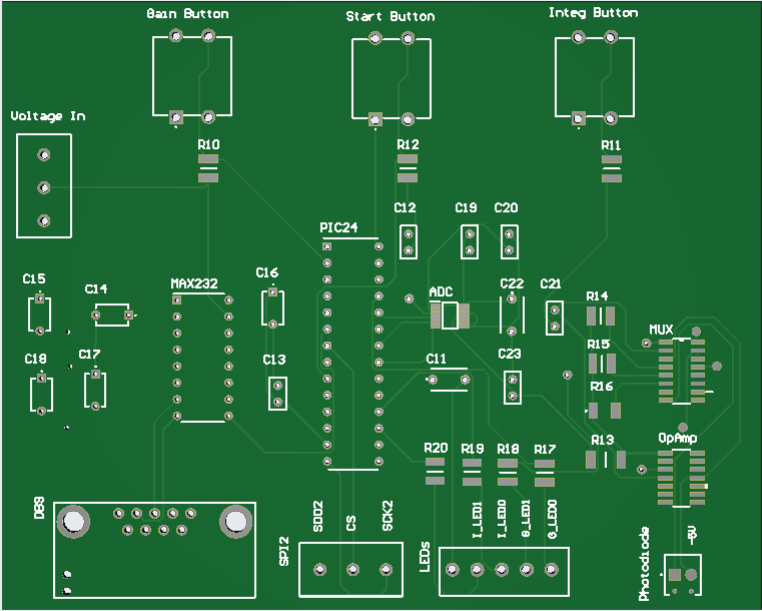 Gain Button
Start Button
Integ Button
Voltage In
R10
R12
R11
C12
C19
C20
PIC24
C15
C14
MAX232
C16
ADC
C22
C21
R14
MUX
R15
C18
C17
C13
C11
C23
R16
R13
OpAmp
R20
R19
R18
R17
DB9
SPI2
SDO2
CS
SCK2
LEDs
I_LED1
I_LED0
G_LED1
G_LED0
Photodiode
-5V